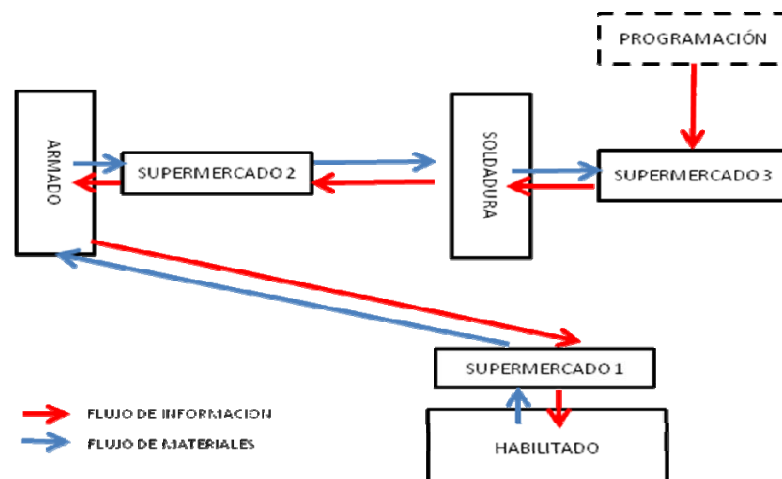 PROGRAMACIÓN
ARMADO
SUPERMERCADO 2
SOLDADURA
SUPERMERCADO 3
SUPERMERCADO 1
FLUJO DE INFORMACION
FLUJO DE MATERIALES
HABILITADO